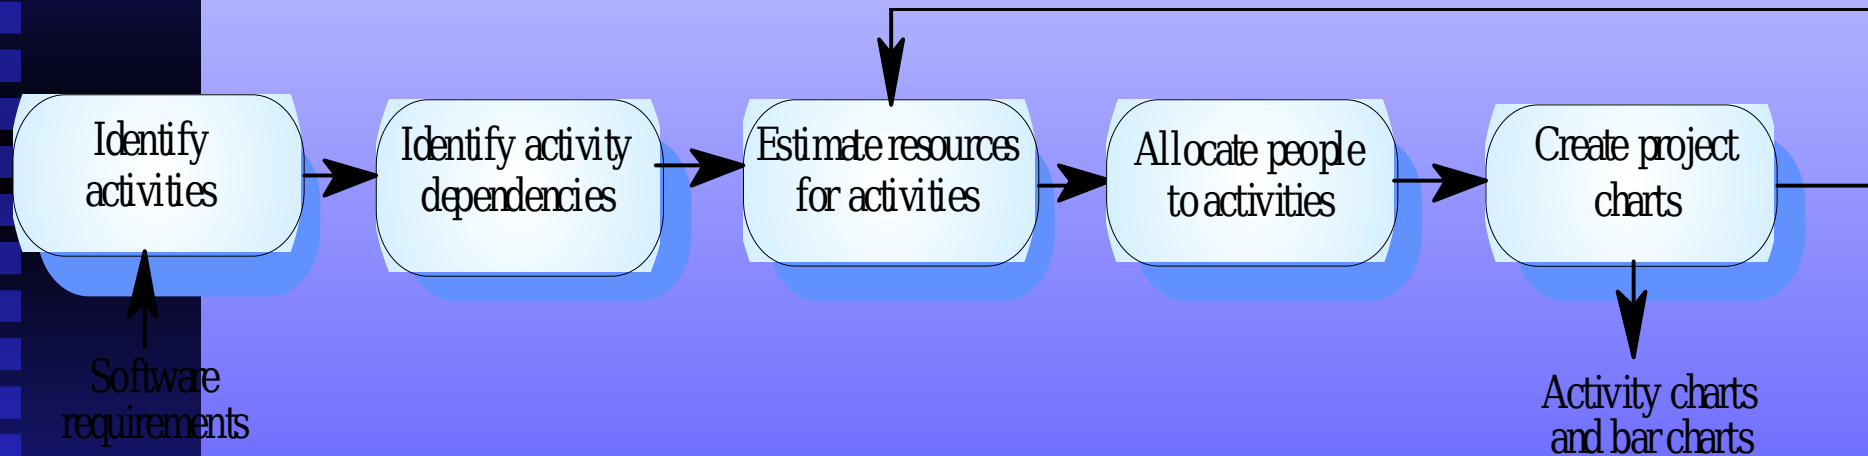 Identify
activities
Identify activity
dependencies
Estimate resources
for activities
Allocate people
to activities
Create project
charts
Software
requirements
Activity charts
and bar charts